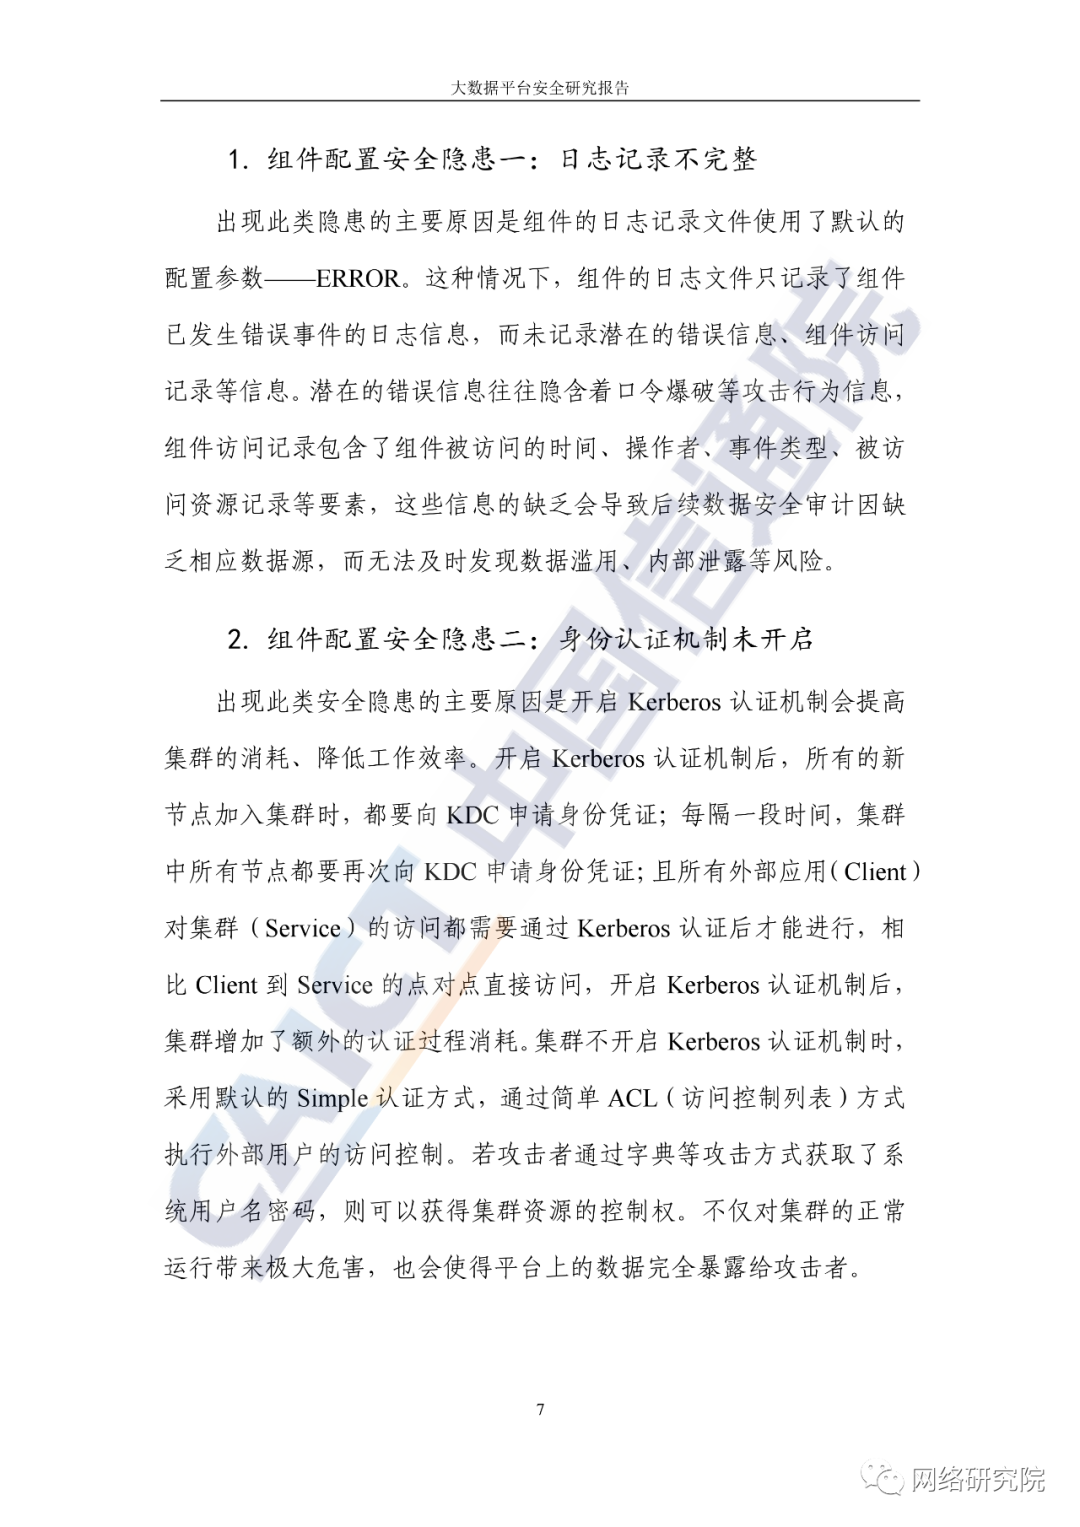 大数据平台安全研究报告
1. 组件配置安全隐患一：日志记录不完整
出现此类隐患的主要原因是组件的日志记录文件使用了默认的
配置参数——ERROR。这种情况下，组件的日志文件只记录了组件
已发生错误事件的日志信息，而未记录潜在的错误信息、组件访问
记录等信息。潜在的错误信息往往隐含着口令爆破等攻击行为信息，
组件访问记录包含了组件被访问的时间、操作者、事件类型、被访
问资源记录等要素，这些信息的缺乏会导致后续数据安全审计因缺
乏相应数据源，而无法及时发现数据滥用、内部泄露等风险。
2. 组件配置安全隐患二：身份认证机制未开启
出现此类安全隐患的主要原因是开启 Kerberos 认证机制会提高
集群的消耗、降低工作效率。开启 Kerberos 认证机制后，所有的新
节点加入集群时，都要向 KDC 申请身份凭证；每隔一段时间，集群
中所有节点都要再次向 KDC 申请身份凭证；且所有外部应用（Client）
对集群（Service）的访问都需要通过 Kerberos 认证后才能进行，相
比 Client 到 Service 的点对点直接访问，开启 Kerberos 认证机制后，
集群增加了额外的认证过程消耗。集群不开启 Kerberos 认证机制时，
采用默认的 Simple 认证方式，通过简单 ACL（访问控制列表）方式
执行外部用户的访问控制。若攻击者通过字典等攻击方式获取了系
统用户名密码，则可以获得集群资源的控制权。不仅对集群的正常
运行带来极大危害，也会使得平台上的数据完全暴露给攻击者。
CAICT 中国信通院
7
网络研究院